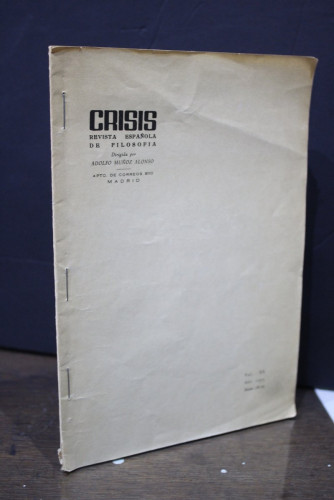 CRISIS
REVISTA ESPAÑOLA
DE FILOSOFIA
Dirigida por
ADOLFO MUÑOZ ALONSO
APTO. DE CORREOS 800
MADRID